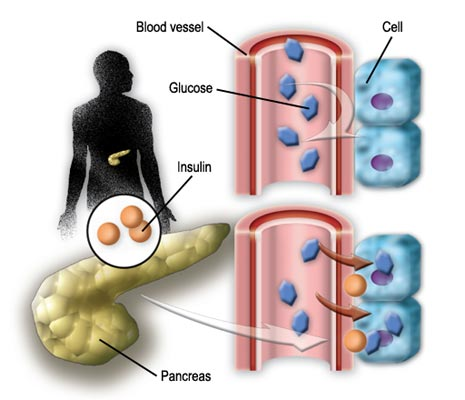 Blood vessel
Cell
Glucose
Insulin
Pancreas